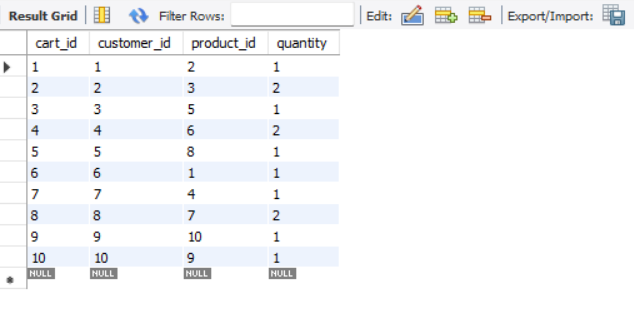 Result Grid Filter Rows: Edit: Export/Import:
cart_id customer_id product_id quantity
1 1 2 1
2 2 3 2
3 3 5 1
4 4 6 2
5 5 8 1
6 6 1 1
7 7 4 1
8 8 7 2
9 9 10 1
10 10 9 1
NULL NULL NULL NULL